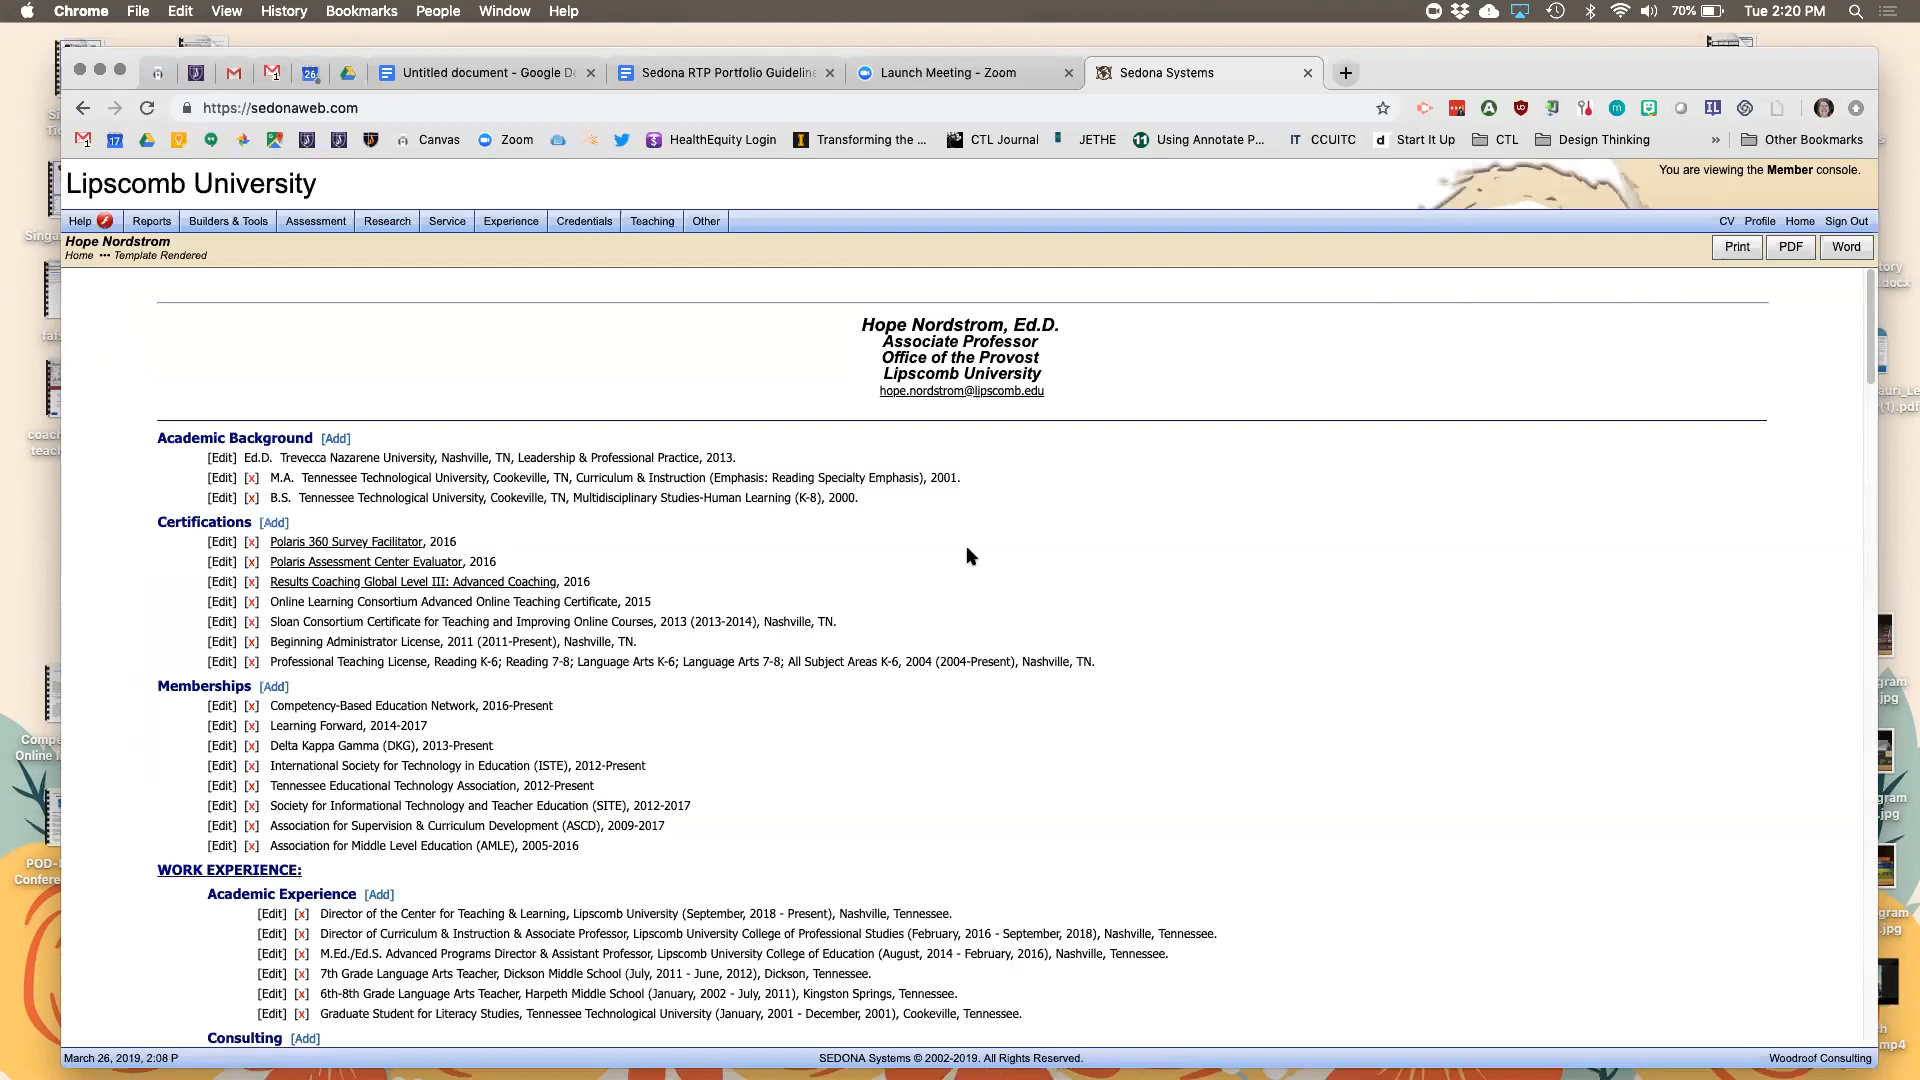 Chrome File Edit View History Bookmarks People Window Help 70% Tue 2:20 PM
Untitled document - Google D Sedona RTP Portfolio Guideline Launch Meeting - Zoom Sedona Systems
https://sedonaweb.com
Canvas Zoom HealthEquity Login Transforming the ... CTL Journal JETHE Using Annotate P... IT CCUITC Start It Up CTL Design Thinking » Other Bookmarks
Lipscomb University
You are viewing the Member console.
Help Reports Builders & Tools Assessment Research Service Experience Credentials Teaching Other CV Profile Home Sign Out
Hope Nordstrom
Home ••• Template Rendered
Print PDF Word
Hope Nordstrom, Ed.D.
Associate Professor
Office of the Provost
Lipscomb University
hope.nordstrom@lipscomb.edu
Academic Background [Add]
[Edit] Ed.D. Trevecca Nazarene University, Nashville, TN, Leadership & Professional Practice, 2013.
[Edit] [x] M.A. Tennessee Technological University, Cookeville, TN, Curriculum & Instruction (Emphasis: Reading Specialty Emphasis), 2001.
[Edit] [x] B.S. Tennessee Technological University, Cookeville, TN, Multidisciplinary Studies-Human Learning (K-8), 2000.
Certifications [Add]
[Edit] [x] Polaris 360 Survey Facilitator, 2016
[Edit] [x] Polaris Assessment Center Evaluator, 2016
[Edit] [x] Results Coaching Global Level III: Advanced Coaching, 2016
[Edit] [x] Online Learning Consortium Advanced Online Teaching Certificate, 2015
[Edit] [x] Sloan Consortium Certificate for Teaching and Improving Online Courses, 2013 (2013-2014), Nashville, TN.
[Edit] [x] Beginning Administrator License, 2011 (2011-Present), Nashville, TN.
[Edit] [x] Professional Teaching License, Reading K-6; Reading 7-8; Language Arts K-6; Language Arts 7-8; All Subject Areas K-6, 2004 (2004-Present), Nashville, TN.
Memberships [Add]
[Edit] [x] Competency-Based Education Network, 2016-Present
[Edit] [x] Learning Forward, 2014-2017
[Edit] [x] Delta Kappa Gamma (DKG), 2013-Present
[Edit] [x] International Society for Technology in Education (ISTE), 2012-Present
[Edit] [x] Tennessee Educational Technology Association, 2012-Present
[Edit] [x] Society for Informational Technology and Teacher Education (SITE), 2012-2017
[Edit] [x] Association for Supervision & Curriculum Development (ASCD), 2009-2017
[Edit] [x] Association for Middle Level Education (AMLE), 2005-2016
WORK EXPERIENCE:
Academic Experience [Add]
[Edit] [x] Director of the Center for Teaching & Learning, Lipscomb University (September, 2018 - Present), Nashville, Tennessee.
[Edit] [x] Director of Curriculum & Instruction & Associate Professor, Lipscomb University College of Professional Studies (February, 2016 - September, 2018), Nashville, Tennessee.
[Edit] [x] M.Ed./Ed.S. Advanced Programs Director & Assistant Professor, Lipscomb University College of Education (August, 2014 - February, 2016), Nashville, Tennessee.
[Edit] [x] 7th Grade Language Arts Teacher, Dickson Middle School (July, 2011 - June, 2012), Dickson, Tennessee.
[Edit] [x] 6th-8th Grade Language Arts Teacher, Harpeth Middle School (January, 2002 - July, 2011), Kingston Springs, Tennessee.
[Edit] [x] Graduate Student for Literacy Studies, Tennessee Technological University (January, 2001 - December, 2001), Cookeville, Tennessee.
Consulting [Add]
March 26, 2019, 2:08 P SEDONA Systems © 2002-2019. All Rights Reserved. Woodroof Consulting